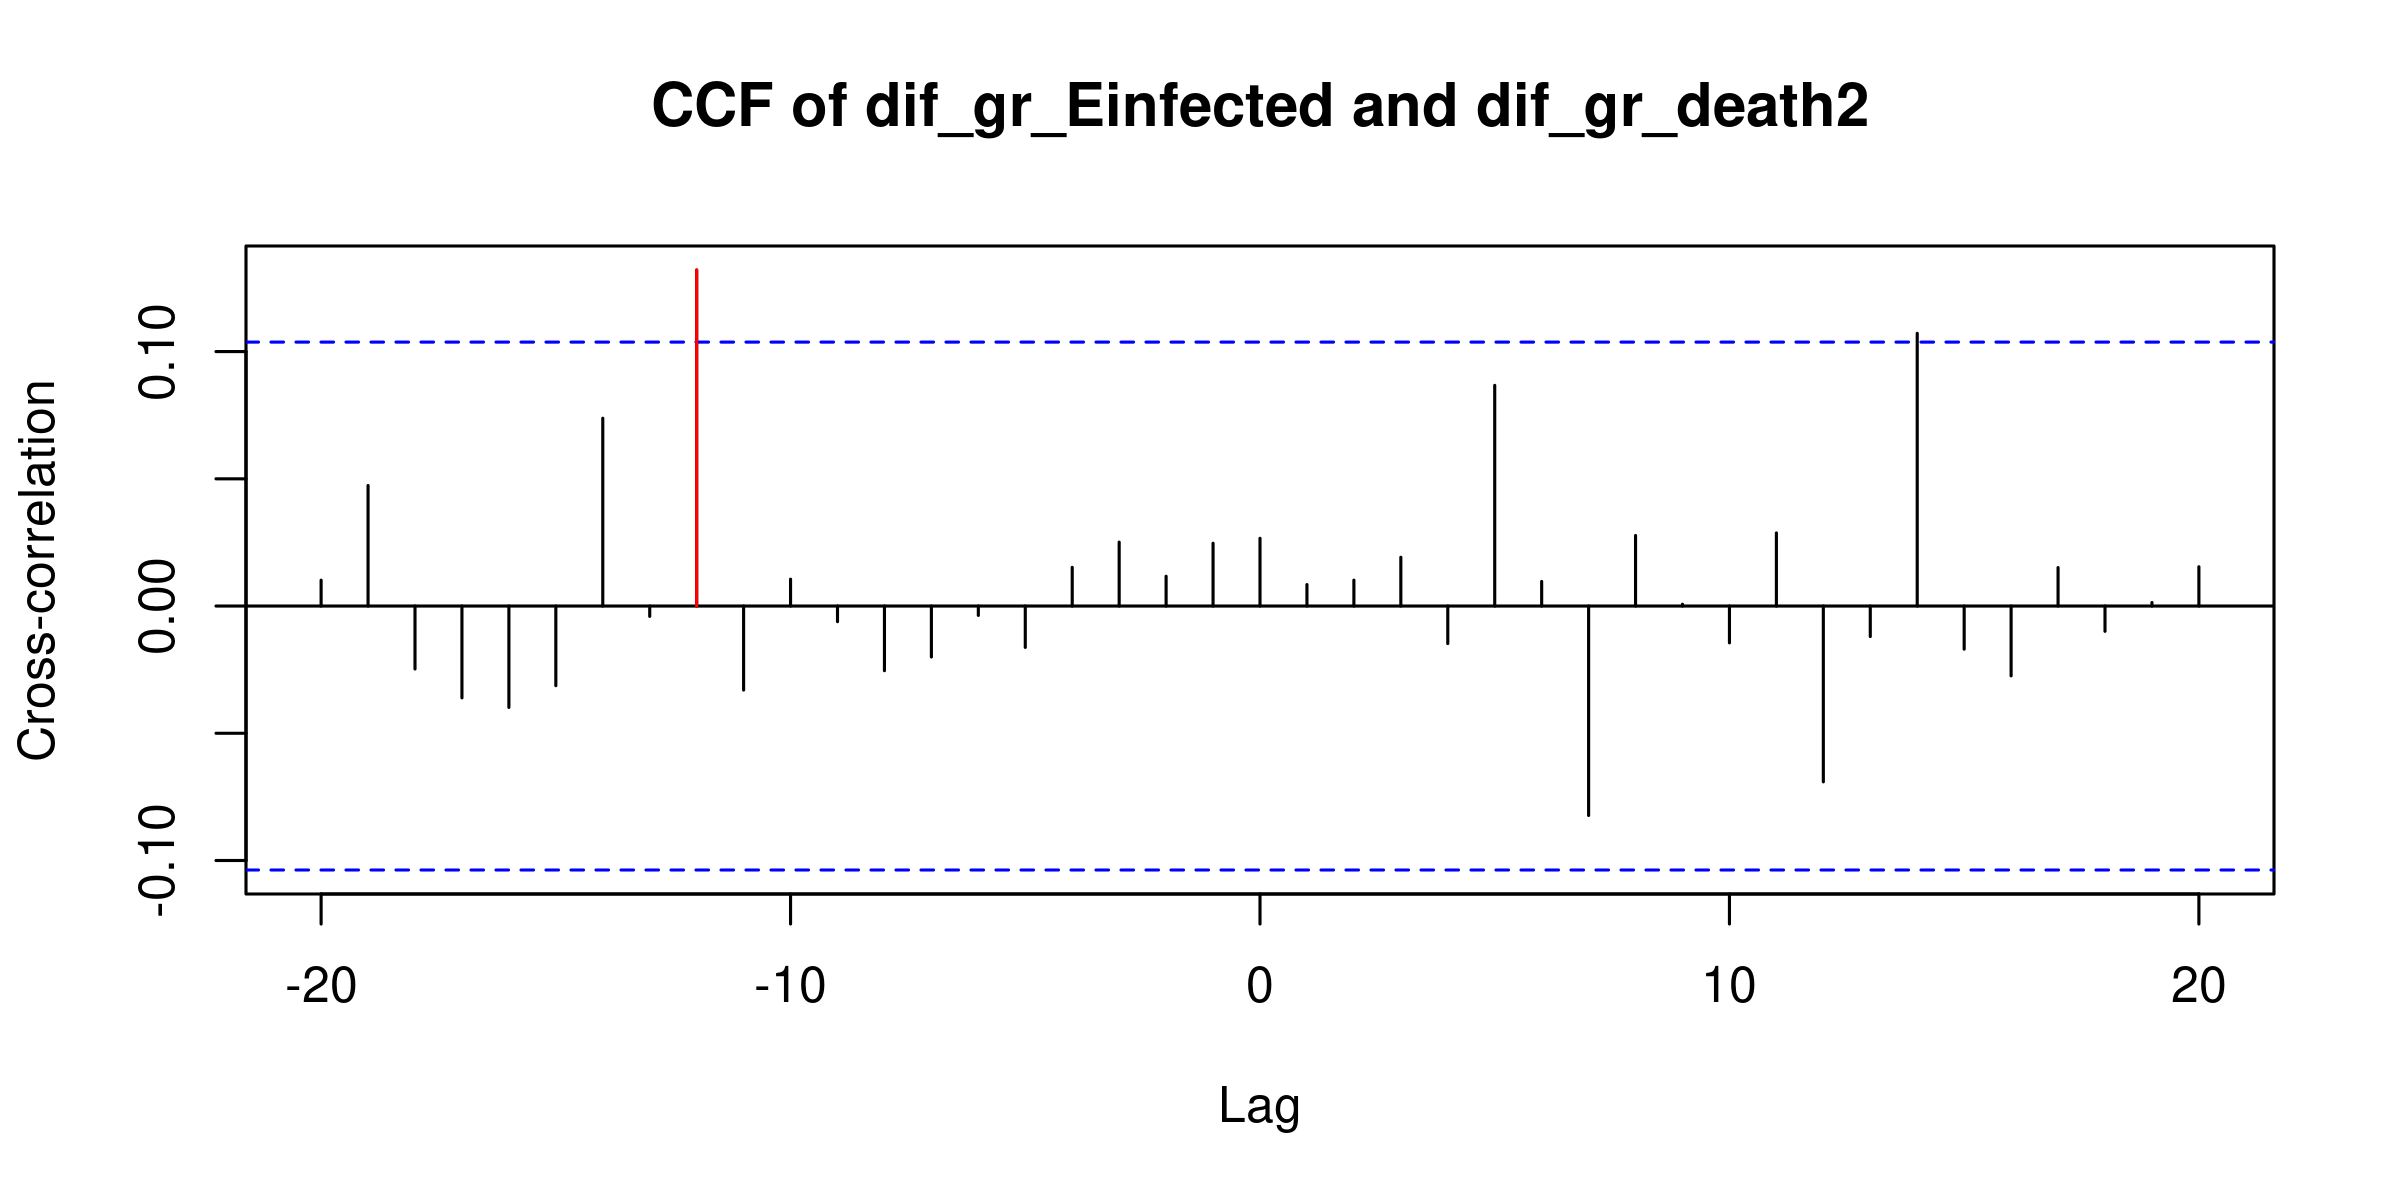 CCF of dif_gr_Einfected and dif_gr_death2
Cross-correlation
0.10
0.00
-0.10
-20 -10 0 10 20
Lag